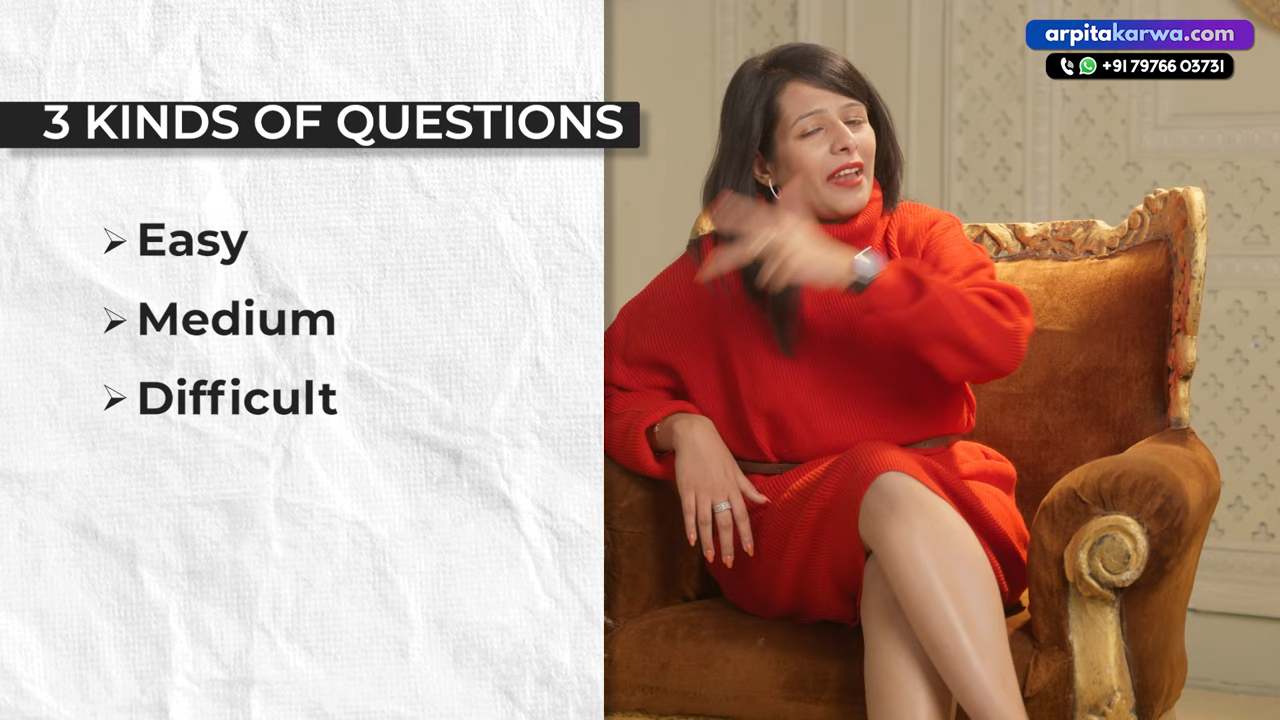 arpitakarwa.com
+91 79766 03731
3 KINDS OF QUESTIONS
Easy
Medium
Difficult